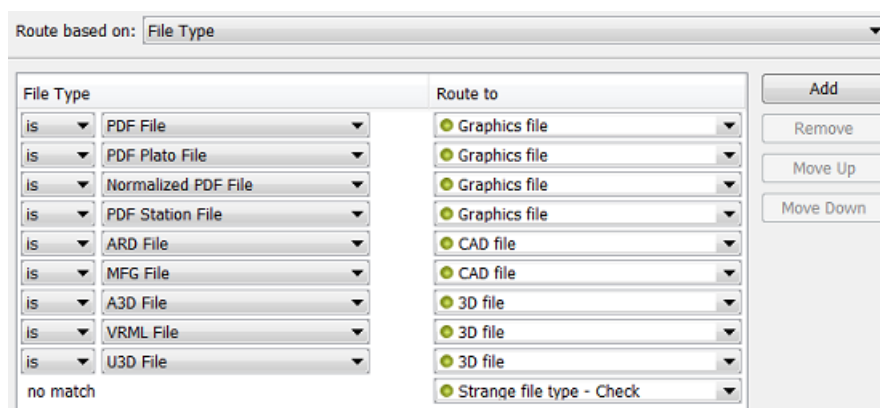 Route based on: File Type
File Type Route to Add
is PDF File Graphics file Remove
is PDF Plato File Graphics file Move Up
is Normalized PDF File Graphics file
is PDF Station File Graphics file Move Down
is ARD File CAD file
is MFG File CAD file
is A3D File 3D file
is VRML File 3D file
is U3D File 3D file
no match Strange file type - Check